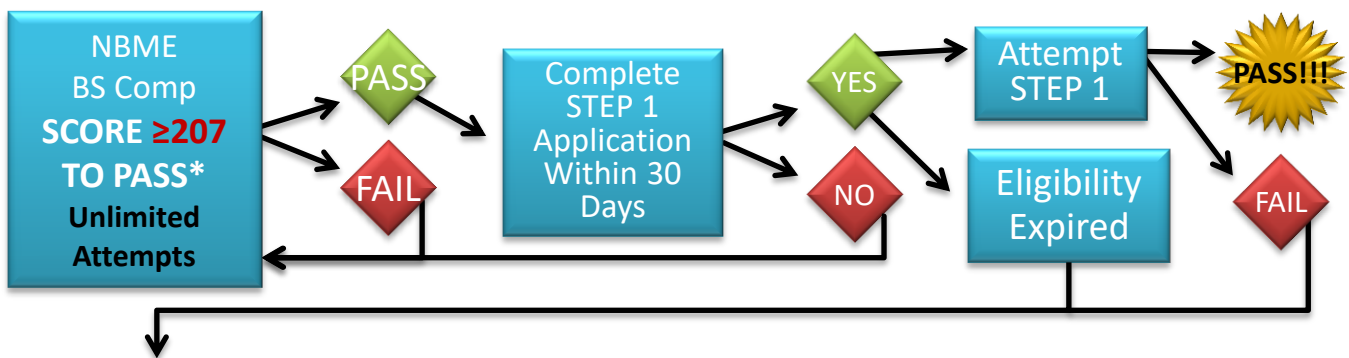 NBME
BS Comp
SCORE ≥207
TO PASS*
Unlimited
Attempts
PASS
FAIL
Complete
STEP 1
Application
Within 30
Days
YES
NO
Attempt
STEP 1
Eligibility
Expired
PASS!!!
FAIL